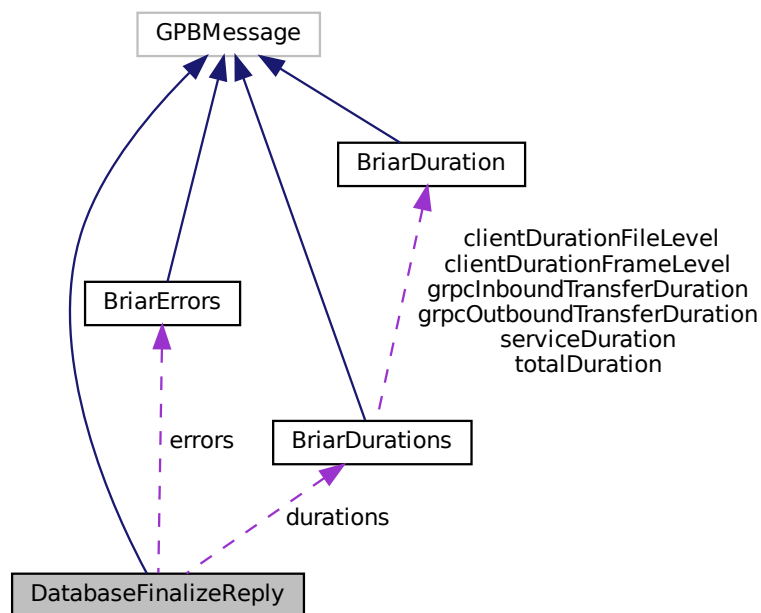 GPBMessage
BriarDuration
clientDurationFileLevel
clientDurationFrameLevel
grpcInboundTransferDuration
grpcOutboundTransferDuration
serviceDuration
totalDuration
BriarErrors
BriarDurations
errors
durations
DatabaseFinalizeReply